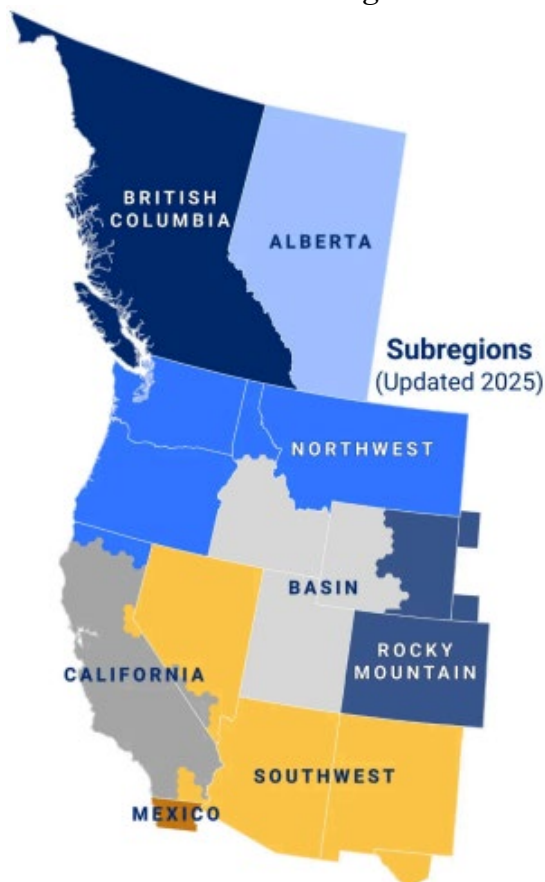 BRITISH
COLUMBIA
ALBERTA
Subregions
(Updated 2025)
NORTHWEST
BASIN
ROCKY
MOUNTAIN
CALIFORNIA
SOUTHWEST
MEXICO